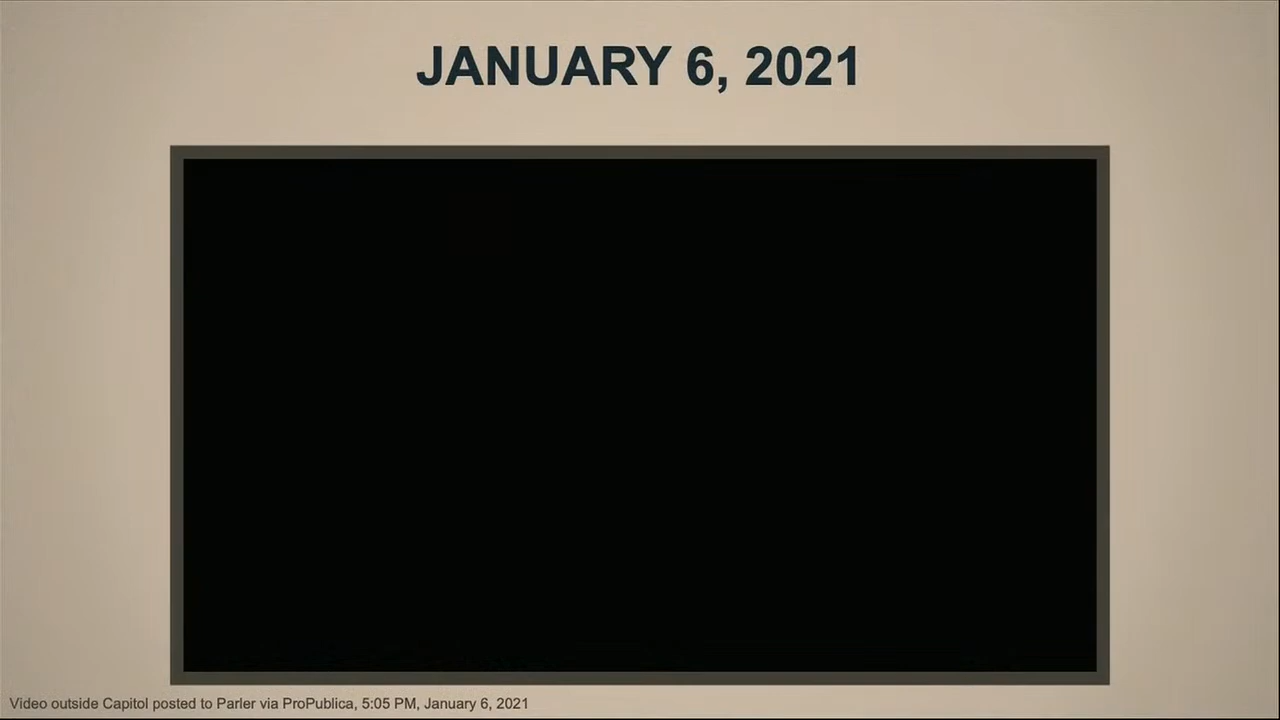 JANUARY 6, 2021
Video outside Capitol posted to Parler via ProPublica, 5:05 PM, January 6, 2021